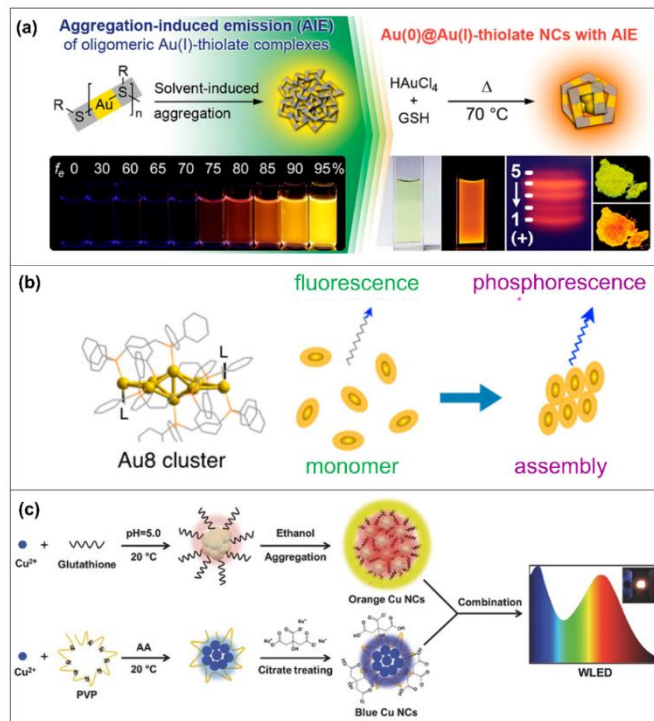 (a)
Aggregation-induced emission (AIE)
of oligomeric Au(I)-thiolate complexes
Au(0)@Au(I)-thiolate NCs with AIE
R
S
Au
S
n
R
Solvent-induced
aggregation
HAuCl4
+
GSH
Δ
70 °C
fe 0 30 60 65 70 75 80 85 90 95%
5
1
(+)
(b)
fluorescence
phosphorescence
L
L
Au8 cluster
monomer
assembly
(c)
Cu2+ + Glutathione
pH=5.0
20 °C
Ethanol
Aggregation
Orange Cu NCs
Combination
WLED
Cu2+ + PVP
AA
20 °C
Citrate treating
Blue Cu NCs